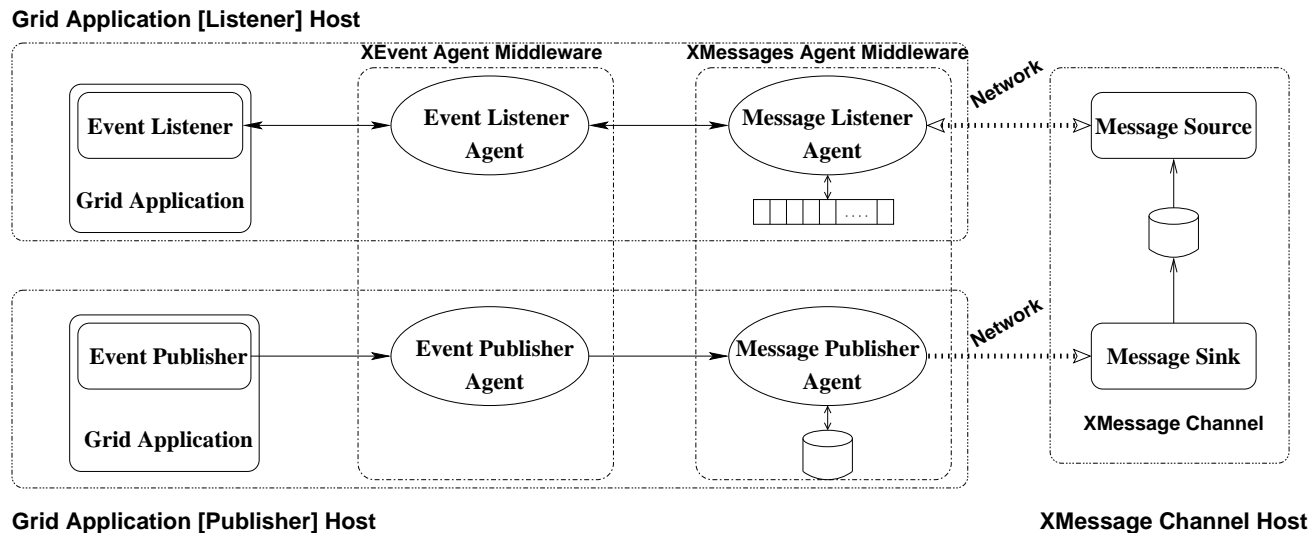 Grid Application [Listener] Host
XEvent Agent Middleware
XMessages Agent Middleware
Network
Event Listener
Grid Application
Event Listener
Agent
Message Listener
Agent
....
Message Source
Network
Event Publisher
Grid Application
Event Publisher
Agent
Message Publisher
Agent
Message Sink
XMessage Channel
Grid Application [Publisher] Host
XMessage Channel Host